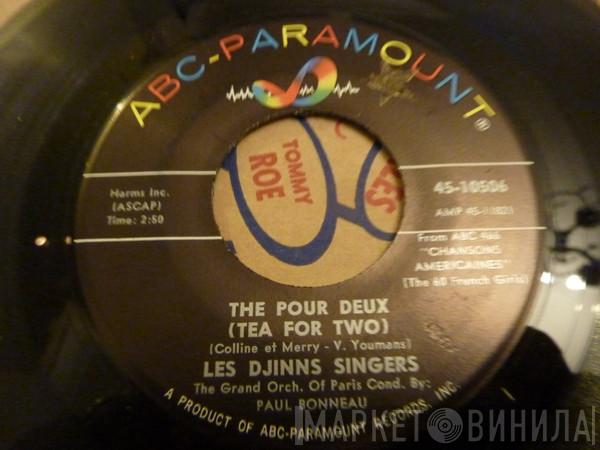 ABC-PARAMOUNT®
TOMMY ROE
Harms Inc.
(ASCAP)
Time: 2:50
45-10506
From ABC 466
"CHANSONS
AMERICAINES"
(The 60 French Girls)
THE POUR DEUX
(TEA FOR TWO)
(Colline et Merry - V. Youmans)
LES DJINNS SINGERS
The Grand Orch. Of Paris Cond. By:
PAUL BONNEAU
A PRODUCT OF ABC-PARAMOUNT RECORDS, INC.
МАРКЕТ ВИНИЛА